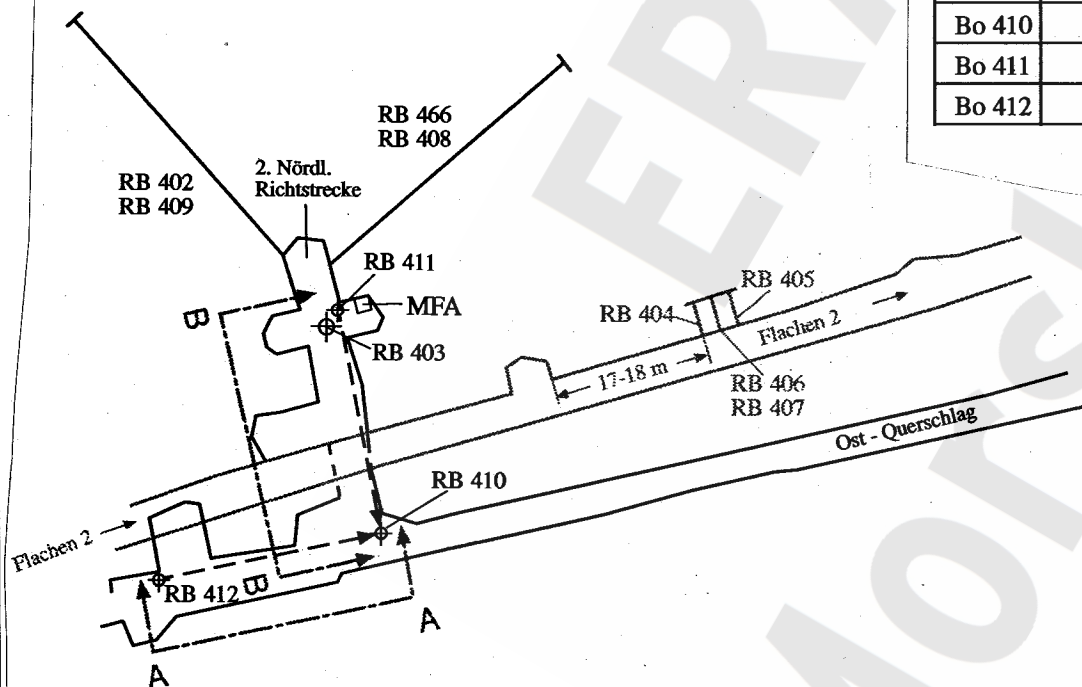 Bo 410
Bo 411
Bo 412
RB 466
RB 408
2. Nördl.
Richtstrecke
RB 402
RB 409
RB 411
MFA
RB 403
B
RB 404
RB 405
Flachen 2
17-18 m
RB 406
RB 407
Ost - Querschlag
RB 410
Flachen 2
RB 412
B
A
A